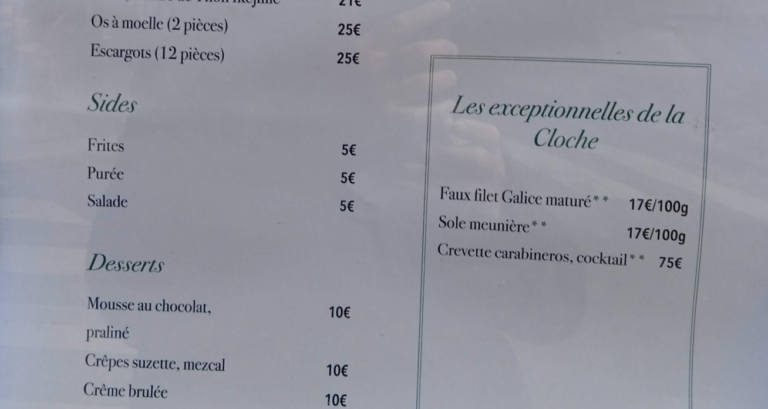 21€
Os à moelle (2 pièces) 25€
Escargots (12 pièces) 25€
Sides
Frites 5€
Purée 5€
Salade 5€
Desserts
Mousse au chocolat, 10€
praliné
Crêpes suzette, mezcal 10€
Crême brulée 10€
Les exceptionnelles de la
Cloche
Faux filet Galice maturé** 17€/100g
Sole meunière** 17€/100g
Crevette carabineros, cocktail** 75€